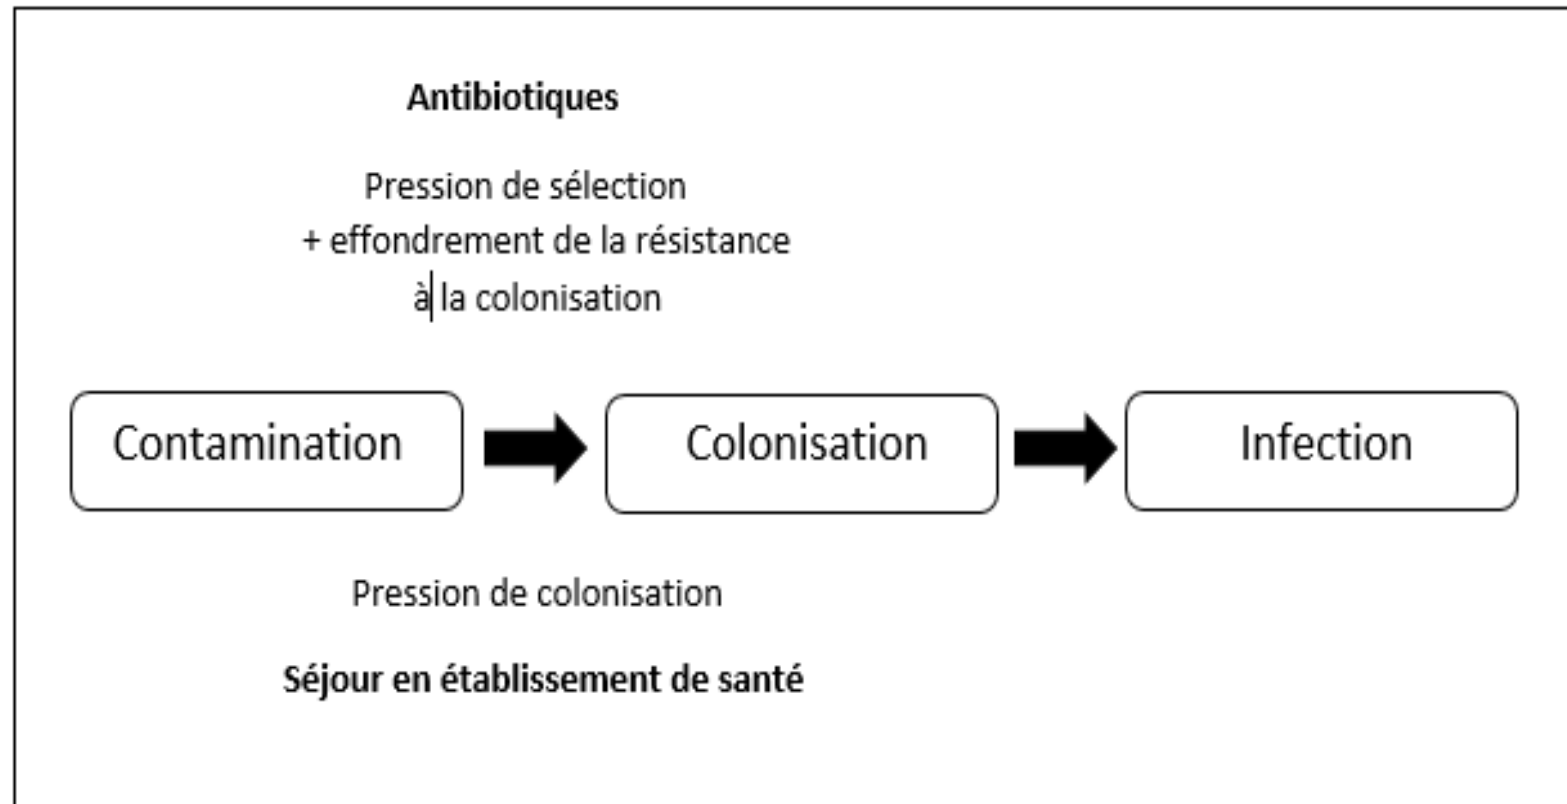 Antibiotiques
Pression de sélection
+ effondrement de la résistance
à la colonisation
Contamination
Colonisation
Infection
Pression de colonisation
Séjour en établissement de santé